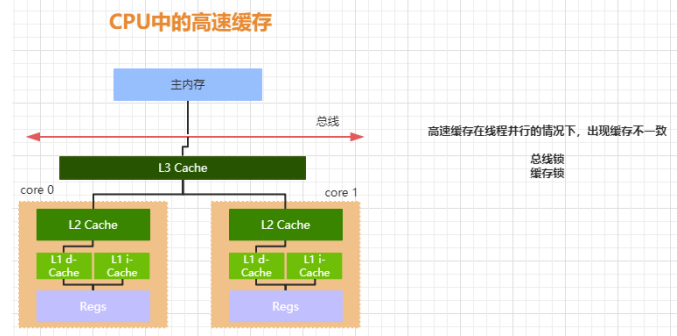 CPU中的高速缓存
主内存
总线
高速缓存在线程并行的情况下，出现缓存不一致
总线锁
缓存锁
L3 Cache
core 0
core 1
L2 Cache
L2 Cache
L1 d-
Cache
L1 i-
Cache
L1 d-
Cache
L1 i-
Cache
Regs
Regs